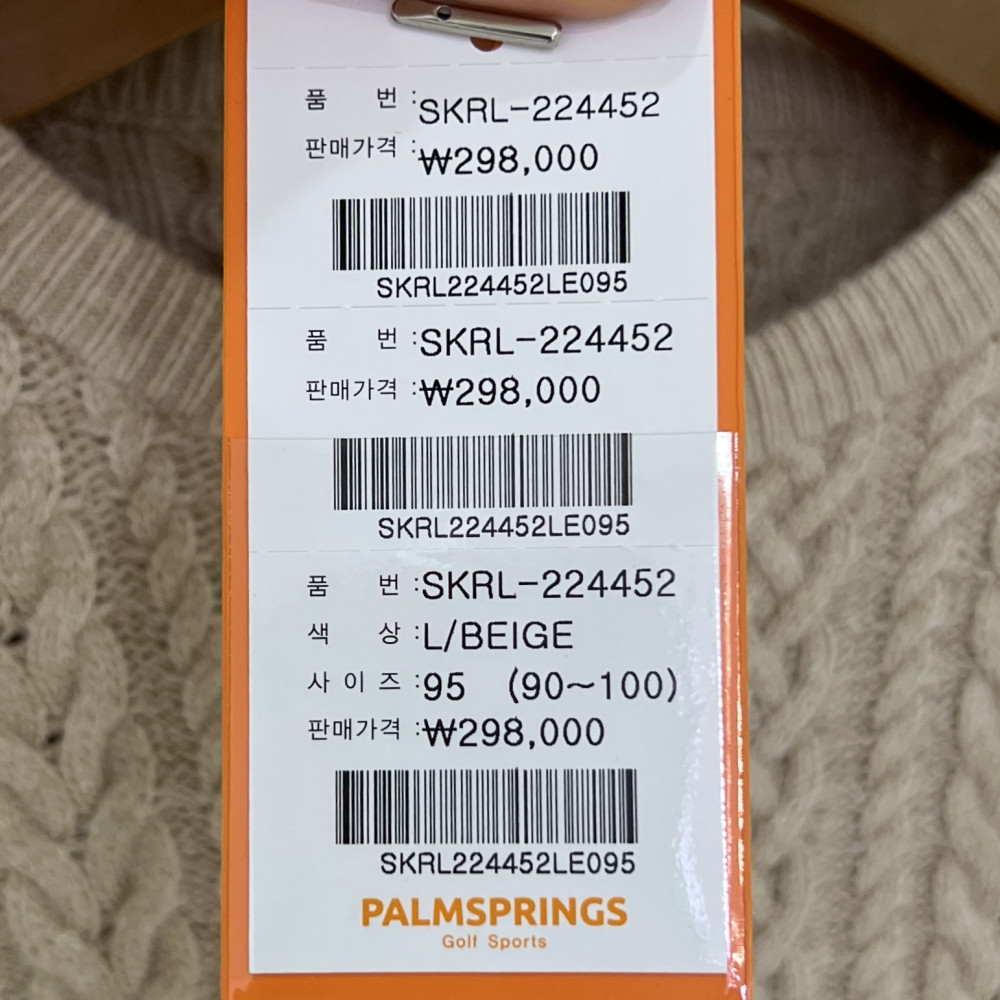 품 번 : SKRL-224452
판매가격 : ₩298,000
SKRL224452LE095
품 번 : SKRL-224452
판매가격 : ₩298,000
SKRL224452LE095
품 번 : SKRL-224452
색 상 : L/BEIGE
사 이 즈 : 95 (90~100)
판매가격 : ₩298,000
SKRL224452LE095
PALMSPRINGS
Golf Sports